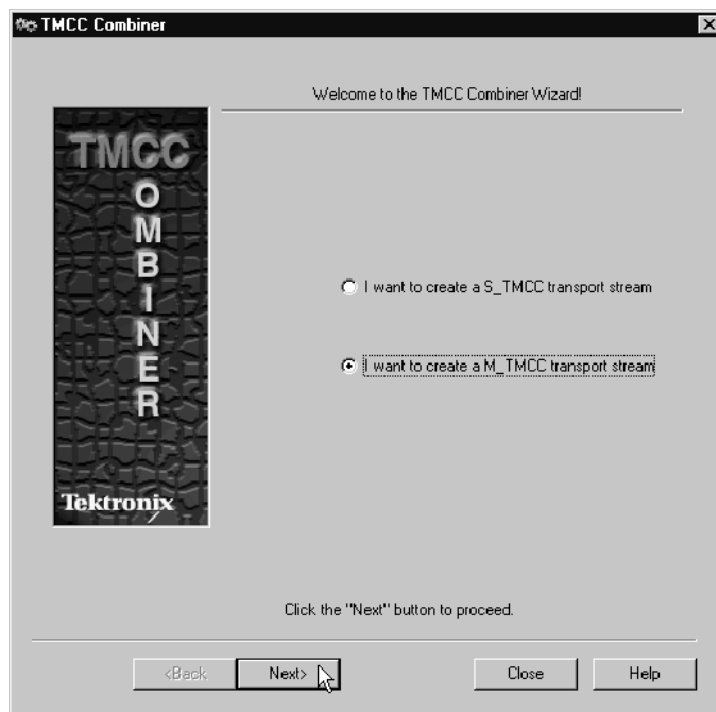 TMCC Combiner
Welcome to the TMCC Combiner Wizard!
TMCC
O
M
B
I
N
E
R
Tektronix
I want to create a S_TMCC transport stream
I want to create a M_TMCC transport stream
Click the "Next" button to proceed.
<Back
Next>
Close
Help